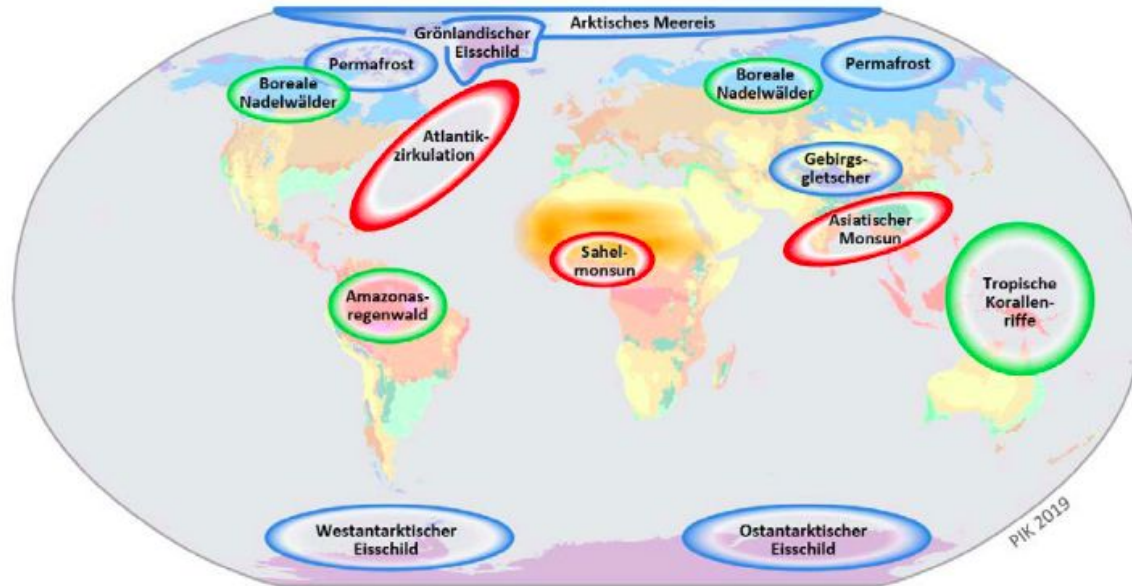 Arktisches Meereis
Grönlandischer
Eisschild
Permafrost
Permafrost
Boreale
Nadelwälder
Boreale
Nadelwälder
Atlantik-
zirkulation
Gebirgs-
gletscher
Asiatischer
Monsun
Sahel-
monsun
Tropische
Korallen-
riffe
Amazonas-
regenwald
Westantarktischer
Eisschild
Ostantarktischer
Eisschild
PIK 2019